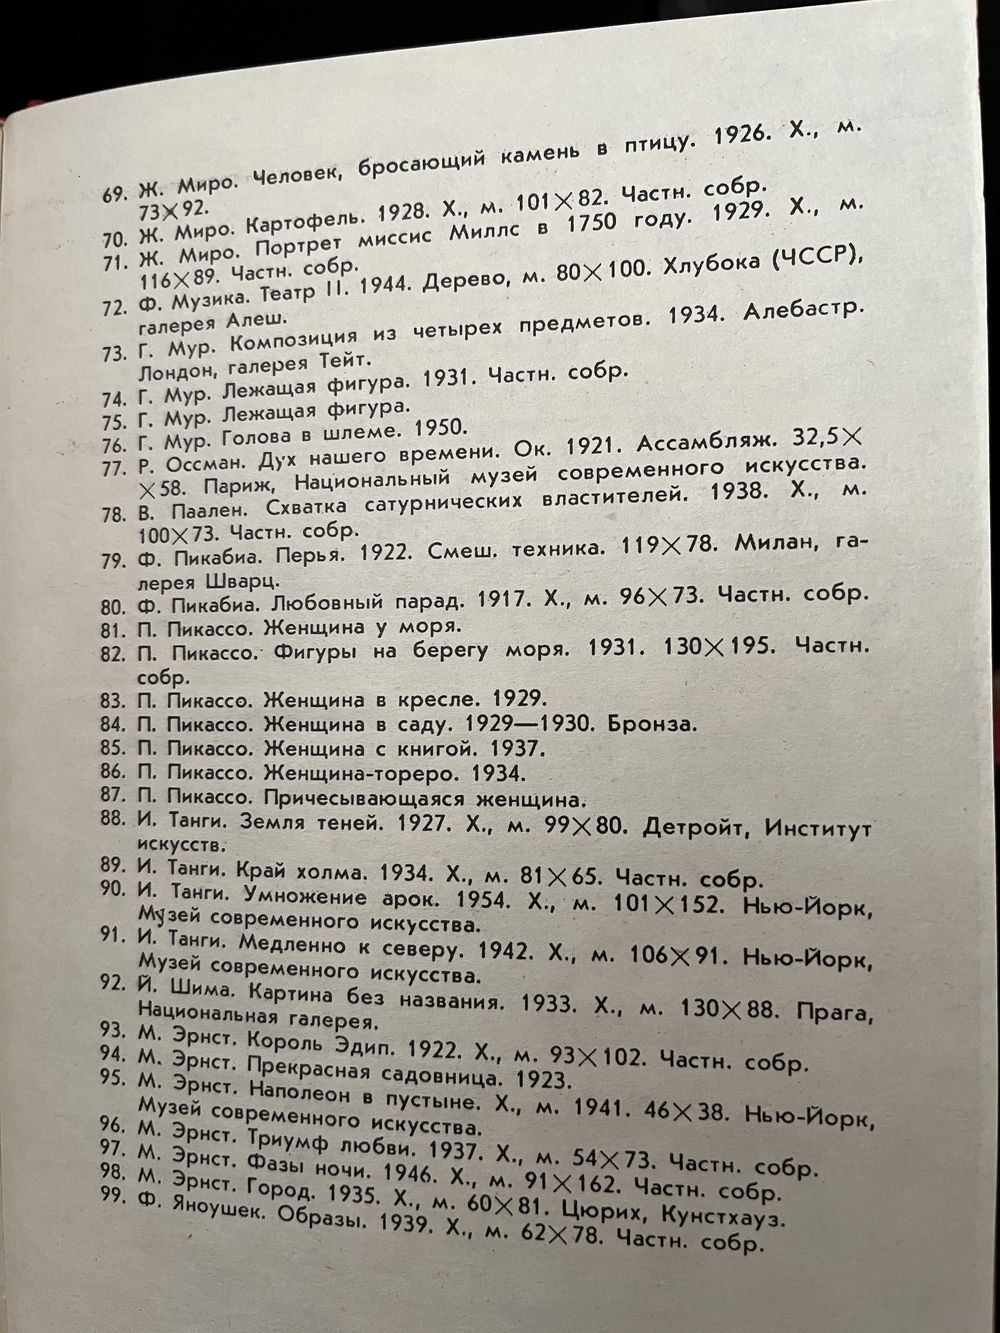 69. Ж. Миро. Человек, бросающий камень в птицу. 1926. Х., м.
73×92.
70. Ж. Миро. Картофель. 1928. Х., м. 101×82. Частн. собр.
71. Ж. Миро. Портрет миссис Миллс в 1750 году. 1929. Х., м.
116×89. Частн. собр.
72. Ф. Музика. Театр II. 1944. Дерево, м. 80×100. Хлубока (ЧССР),
галерея Алеш.
73. Г. Мур. Композиция из четырех предметов. 1934. Алебастр.
Лондон, галерея Тейт.
74. Г. Мур. Лежащая фигура. 1931. Частн. собр.
75. Г. Мур. Лежащая фигура.
76. Г. Мур. Голова в шлеме. 1950.
77. Р. Оссман. Дух нашего времени. Ок. 1921. Ассамбляж. 32,5×
×58. Париж, Национальный музей современного искусства.
78. В. Паален. Схватка сатурнических властителей. 1938. Х., м.
100×73. Частн. собр.
79. Ф. Пикабиа. Перья. 1922. Смеш. техника. 119×78. Милан, га-
лерея Шварц.
80. Ф. Пикабиа. Любовный парад. 1917. Х., м. 96×73. Частн. собр.
81. П. Пикассо. Женщина у моря.
82. П. Пикассо. Фигуры на берегу моря. 1931. 130×195. Частн.
собр.
83. П. Пикассо. Женщина в кресле. 1929.
84. П. Пикассо. Женщина в саду. 1929—1930. Бронза.
85. П. Пикассо. Женщина с книгой. 1937.
86. П. Пикассо. Женщина-тореро. 1934.
87. П. Пикассо. Причесывающаяся женщина.
88. И. Танги. Земля теней. 1927. Х., м. 99×80. Детройт, Институт
искусств.
89. И. Танги. Край холма. 1934. Х., м. 81×65. Частн. собр.
90. И. Танги. Умножение арок. 1954. Х., м. 101×152. Нью-Йорк,
Музей современного искусства.
91. И. Танги. Медленно к северу. 1942. Х., м. 106×91. Нью-Йорк,
Музей современного искусства.
92. Й. Шима. Картина без названия. 1933. Х., м. 130×88. Прага,
Национальная галерея.
93. М. Эрнст. Король Эдип. 1922. Х., м. 93×102. Частн. собр.
94. М. Эрнст. Прекрасная садовница. 1923.
95. М. Эрнст. Наполеон в пустыне. Х., м. 1941. 46×38. Нью-Йорк,
Музей современного искусства.
96. М. Эрнст. Триумф любви. 1937. Х., м. 54×73. Частн. собр.
97. М. Эрнст. Фазы ночи. 1946. Х., м. 91×162. Частн. собр.
98. М. Эрнст. Город. 1935. Х., м. 60×81. Цюрих, Кунстхауз.
99. Ф. Яноушек. Образы. 1939. Х., м. 62×78. Частн. собр.